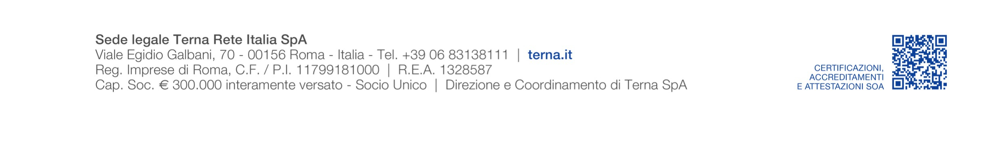 Sede legale Terna Rete Italia SpA
Viale Egidio Galbani, 70 - 00156 Roma - Italia - Tel. +39 06 83138111 | terna.it
Reg. Imprese di Roma, C.F. / P.I. 11799181000 | R.E.A. 1328587
Cap. Soc. € 300.000 interamente versato - Socio Unico | Direzione e Coordinamento di Terna SpA
CERTIFICAZIONI,
ACCREDITAMENTI
E ATTESTAZIONI SOA